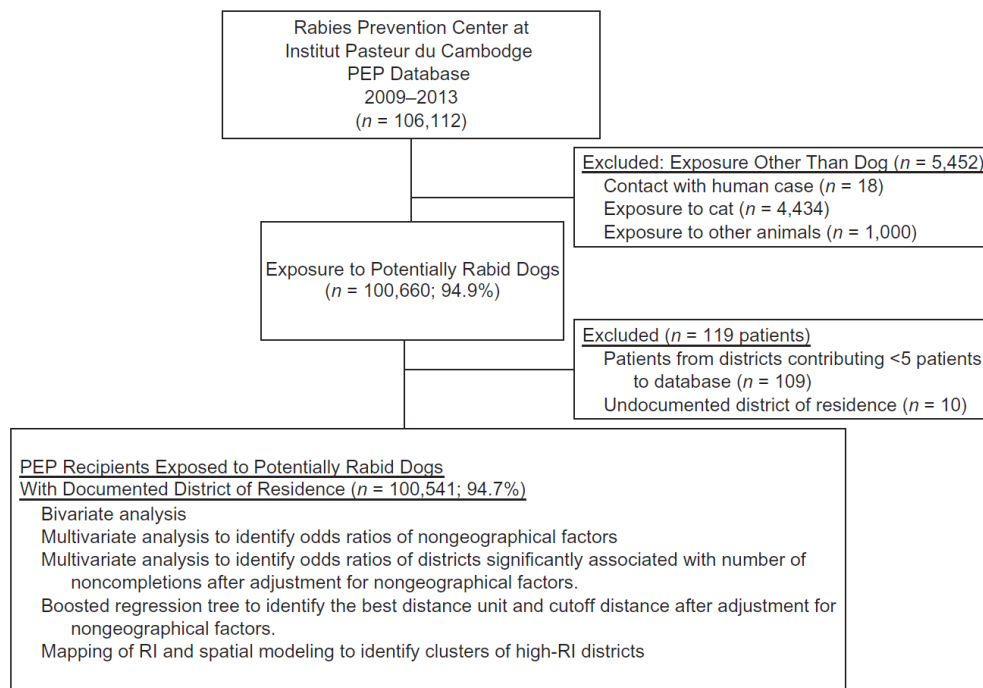 Rabies Prevention Center at
Institut Pasteur du Cambodge
PEP Database
2009–2013
(n = 106,112)
Excluded: Exposure Other Than Dog (n = 5,452)
Contact with human case (n = 18)
Exposure to cat (n = 4,434)
Exposure to other animals (n = 1,000)
Exposure to Potentially Rabid Dogs
(n = 100,660; 94.9%)
Excluded (n = 119 patients)
Patients from districts contributing <5 patients
to database (n = 109)
Undocumented district of residence (n = 10)
PEP Recipients Exposed to Potentially Rabid Dogs
With Documented District of Residence (n = 100,541; 94.7%)
Bivariate analysis
Multivariate analysis to identify odds ratios of nongeographical factors
Multivariate analysis to identify odds ratios of districts significantly associated with number of
noncompletions after adjustment for nongeographical factors.
Boosted regression tree to identify the best distance unit and cutoff distance after adjustment for
nongeographical factors.
Mapping of RI and spatial modeling to identify clusters of high-RI districts